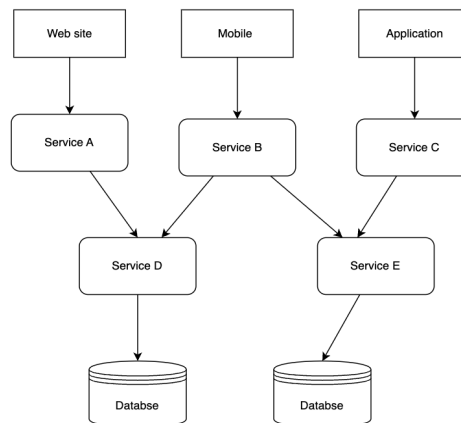 Web site
Mobile
Application
Service A
Service B
Service C
Service D
Service E
Databse
Databse